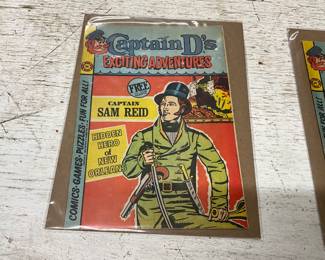 Captain D's
EXCITING ADVENTURES
FREE
CAPTAIN
SAM REID
HIDDEN
HERO of
NEW
ORLEANS
COMICS·GAMES·PUZZLES·FUN FOR ALL!